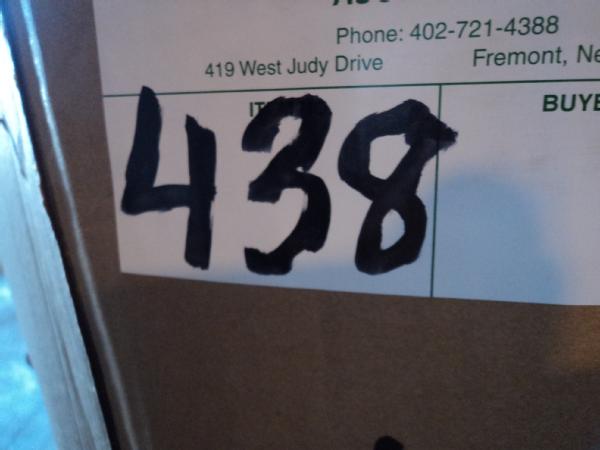 Phone: 402-721-4388
419 West Judy Drive Fremont, Ne
BUYE
438